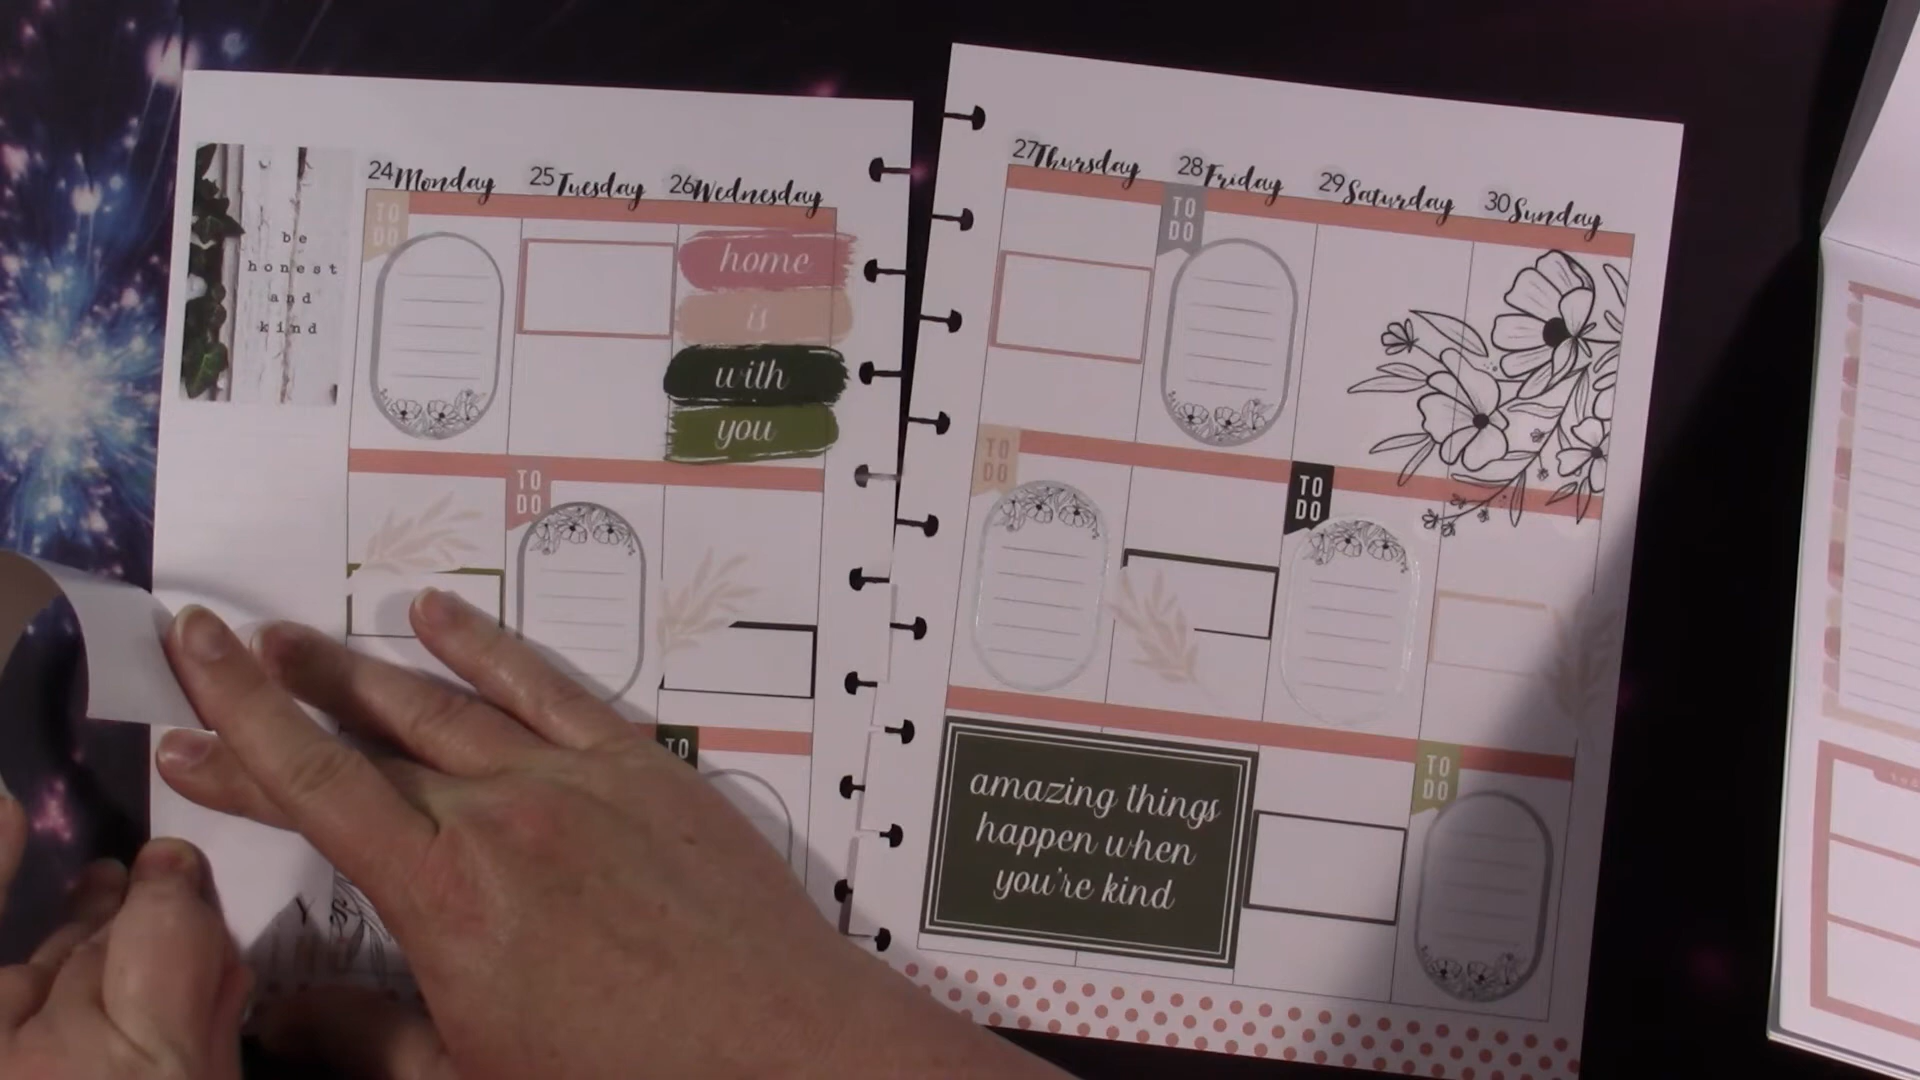 be
honest
and
kind
24 Monday
25 Tuesday
26 Wednesday
TO
DO
home
is
with
you
TO
DO
TO
27 Thursday
28 Friday
29 Saturday
30 Sunday
TO
DO
TO
DO
TO
DO
TO
DO
amazing things
happen when
you're kind